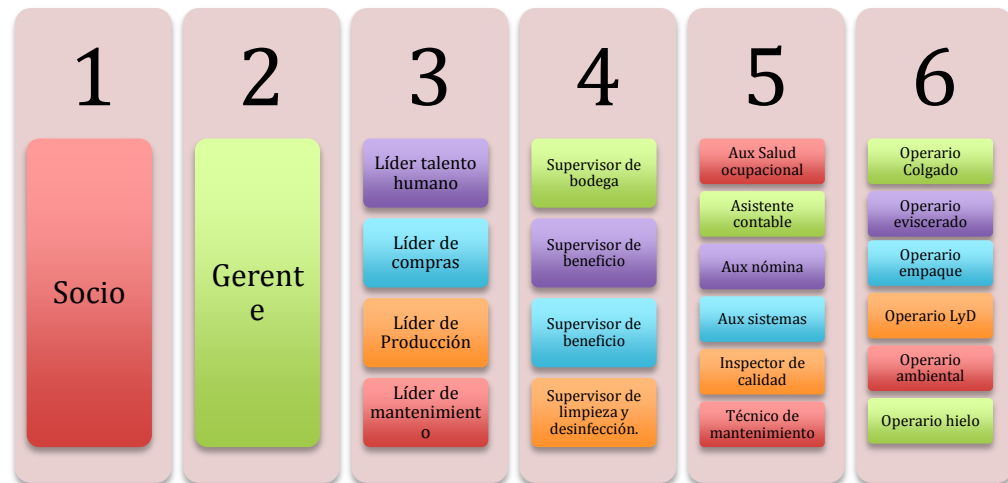 1
Socio
2
Gerent
e
3
Líder talento
humano
Líder de
compras
Líder de
Producción
Líder de
mantenimient
o
4
Supervisor de
bodega
Supervisor de
beneficio
Supervisor de
beneficio
Supervisor de
limpieza y
desinfección.
5
Aux Salud
ocupacional
Asistente
contable
Aux nómina
Aux sistemas
Inspector de
calidad
Técnico de
mantenimiento
6
Operario
Colgado
Operario
eviscerado
Operario
empaque
Operario LyD
Operario
ambiental
Operario hielo